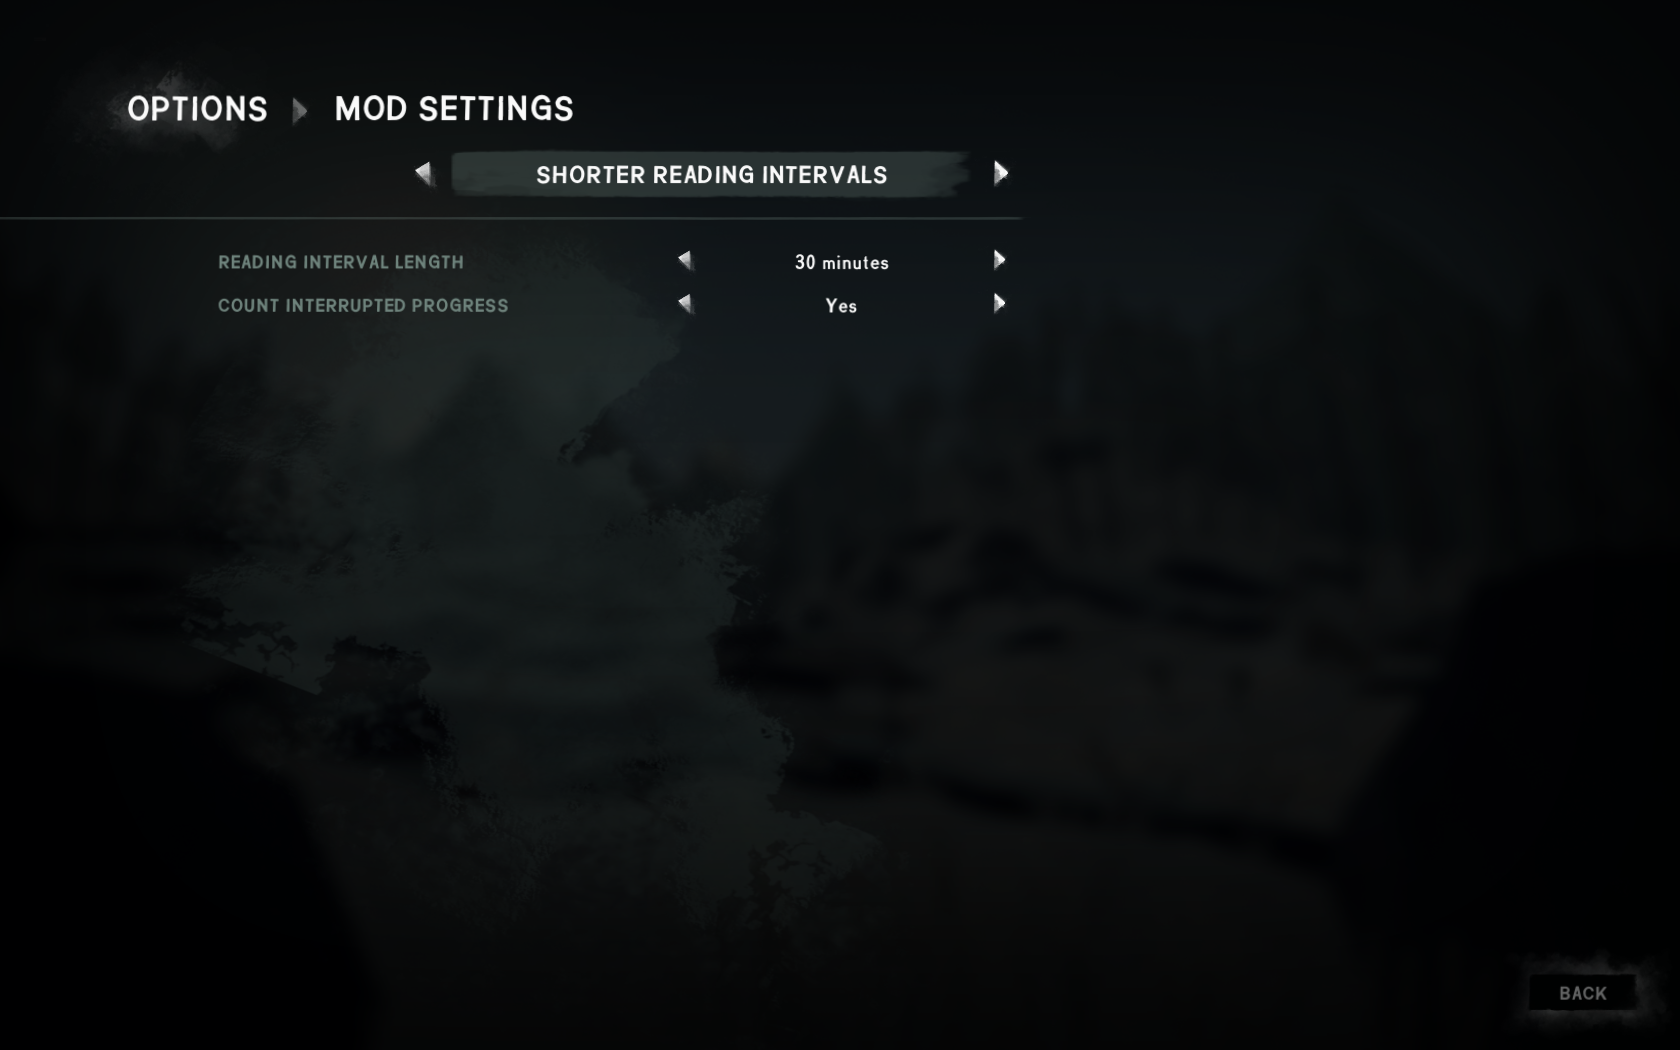 OPTIONS MOD SETTINGS
SHORTER READING INTERVALS
READING INTERVAL LENGTH 30 minutes
COUNT INTERRUPTED PROGRESS Yes
BACK